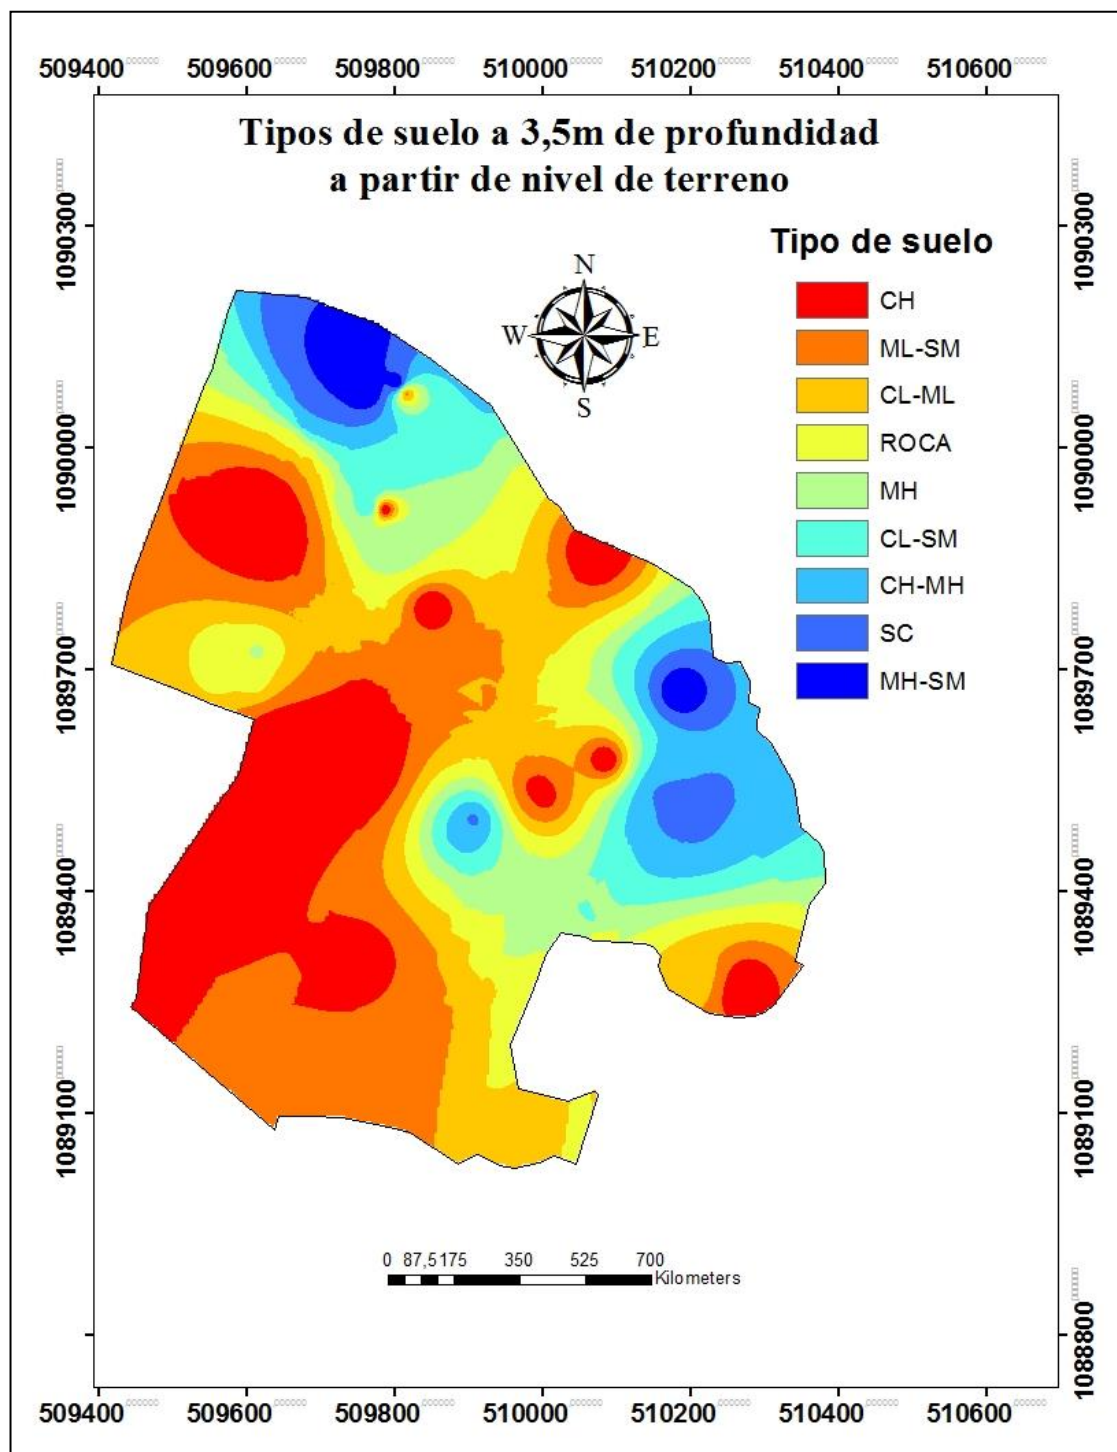 509400 509600 509800 510000 510200 510400 510600
Tipos de suelo a 3,5m de profundidad
a partir de nivel de terreno
1090300
1090000
1089700
1089400
1089100
1090300
1090000
1089700
1089400
1089100
1088800
N
W E
S
Tipo de suelo
CH
ML-SM
CL-ML
ROCA
MH
CL-SM
CH-MH
SC
MH-SM
0 87,5 175 350 525 700
Kilometers
509400 509600 509800 510000 510200 510400 510600